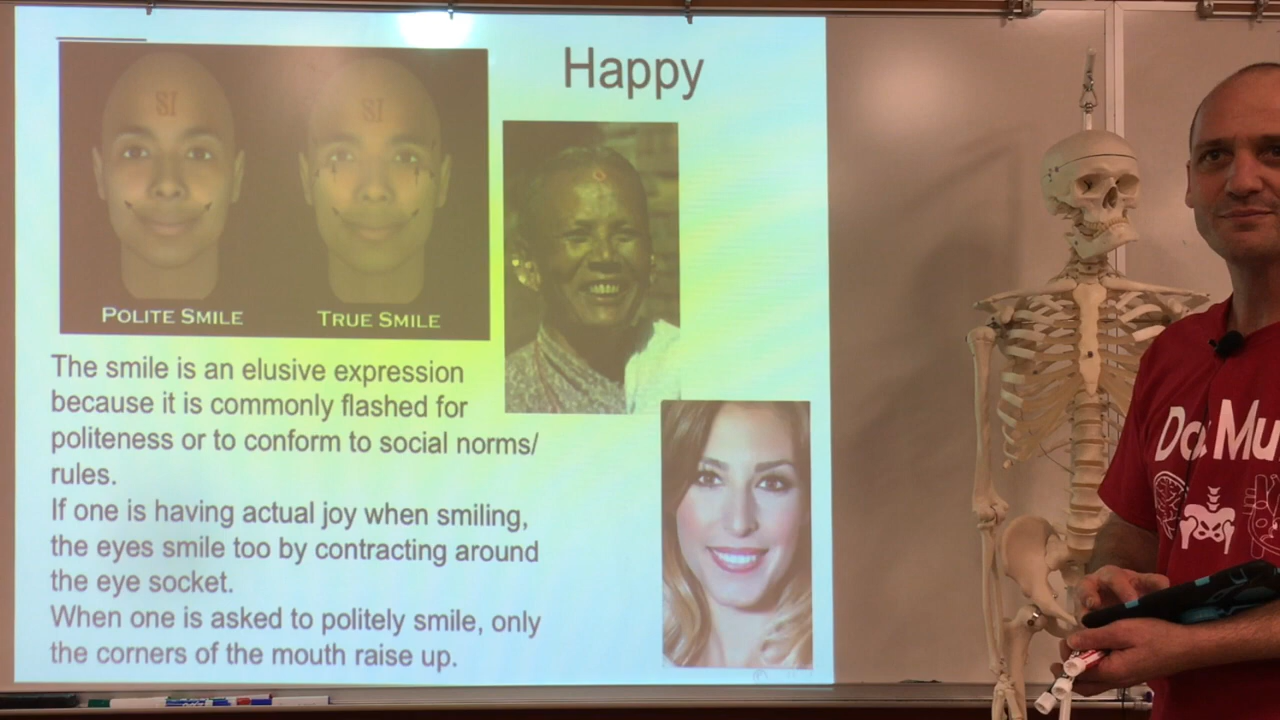 Happy
SI
SI
POLITE SMILE
TRUE SMILE
The smile is an elusive expression
because it is commonly flashed for
politeness or to conform to social norms/
rules.
If one is having actual joy when smiling,
the eyes smile too by contracting around
the eye socket.
When one is asked to politely smile, only
the corners of the mouth raise up.